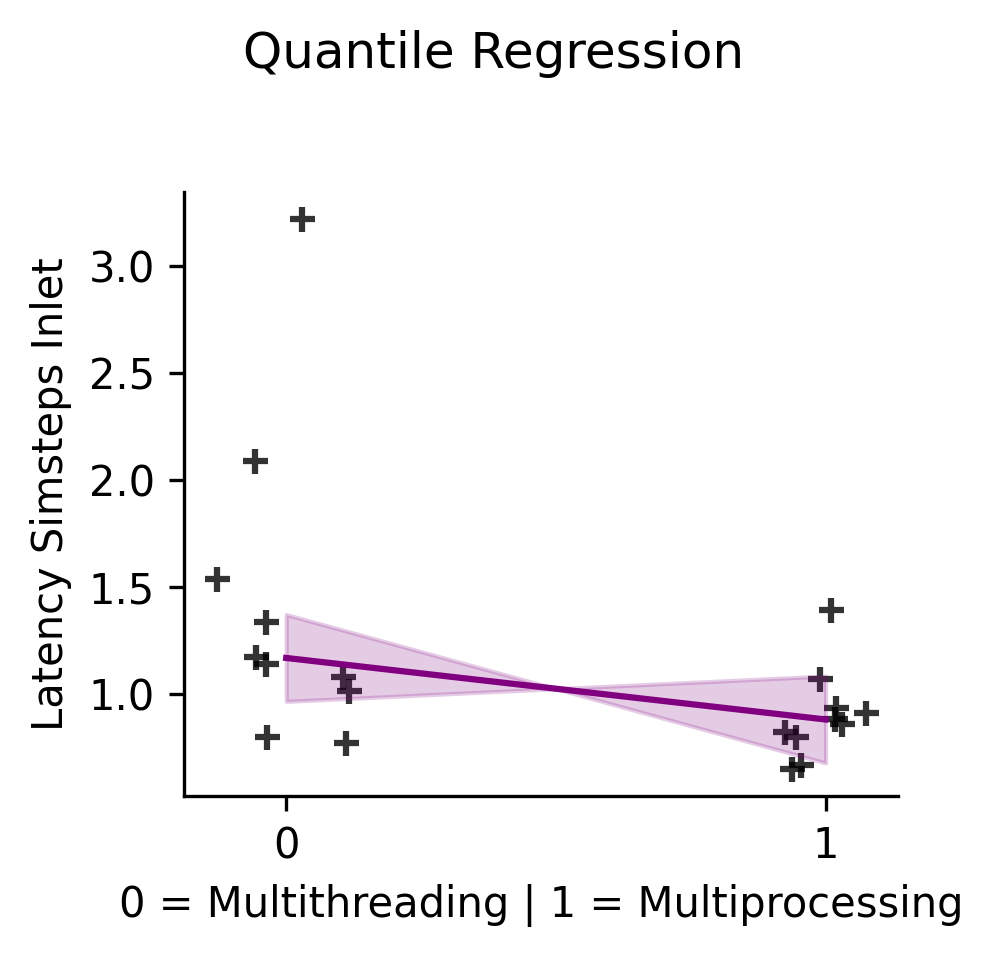 Quantile Regression
Latency Simsteps Inlet
3.0
2.5
2.0
1.5
1.0
0 1
0 = Multithreading | 1 = Multiprocessing